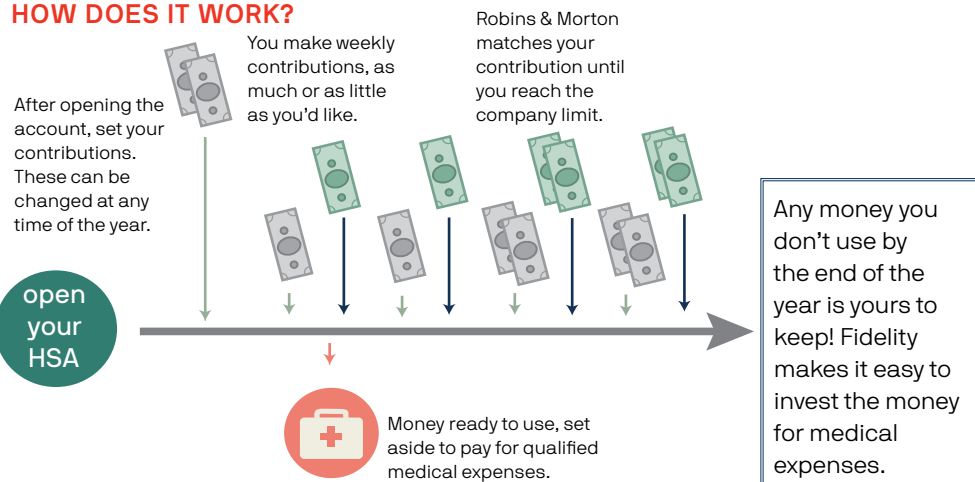 HOW DOES IT WORK?
After opening the
account, set your
contributions.
These can be
changed at any
time of the year.
You make weekly
contributions, as
much or as little
as you'd like.
Robins & Morton
matches your
contribution until
you reach the
company limit.
open
your
HSA
Money ready to use, set
aside to pay for qualified
medical expenses.
Any money you
don't use by
the end of the
year is yours to
keep! Fidelity
makes it easy to
invest the money
for medical
expenses.